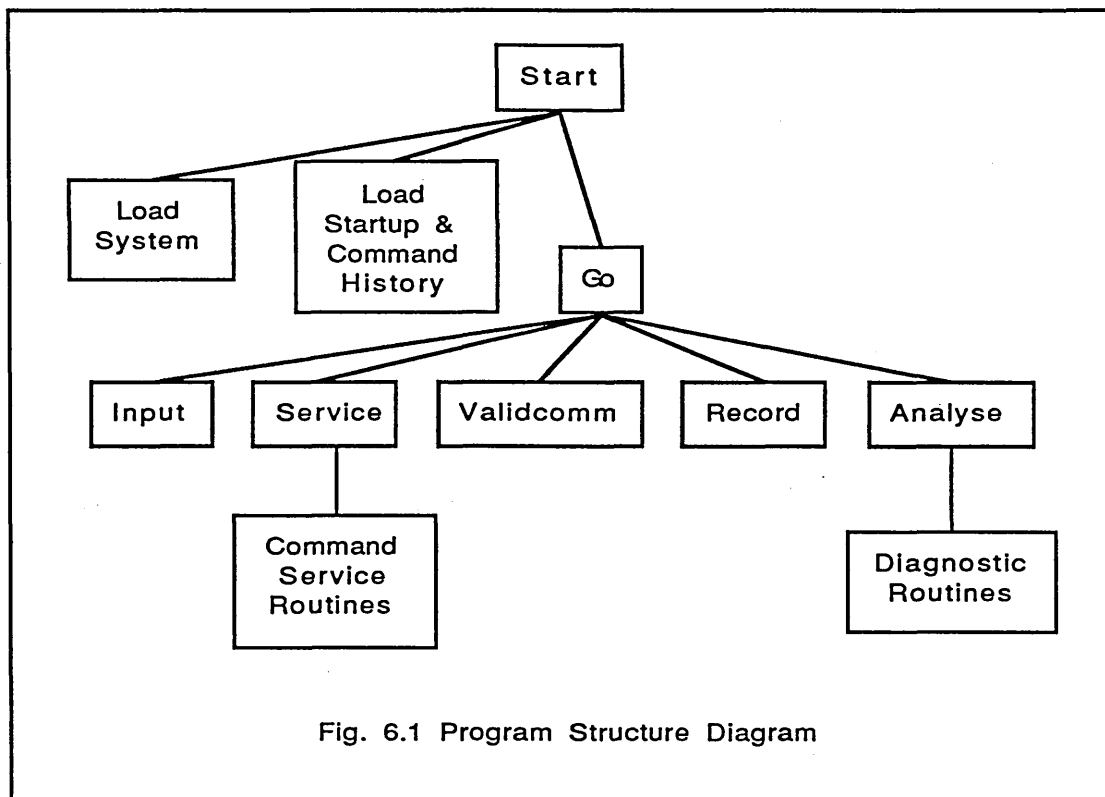 Start
Load
System
Load
Startup &
Command
History
Go
Input
Service
Validcomm
Record
Analyse
Command
Service
Routines
Diagnostic
Routines
Fig. 6.1 Program Structure Diagram